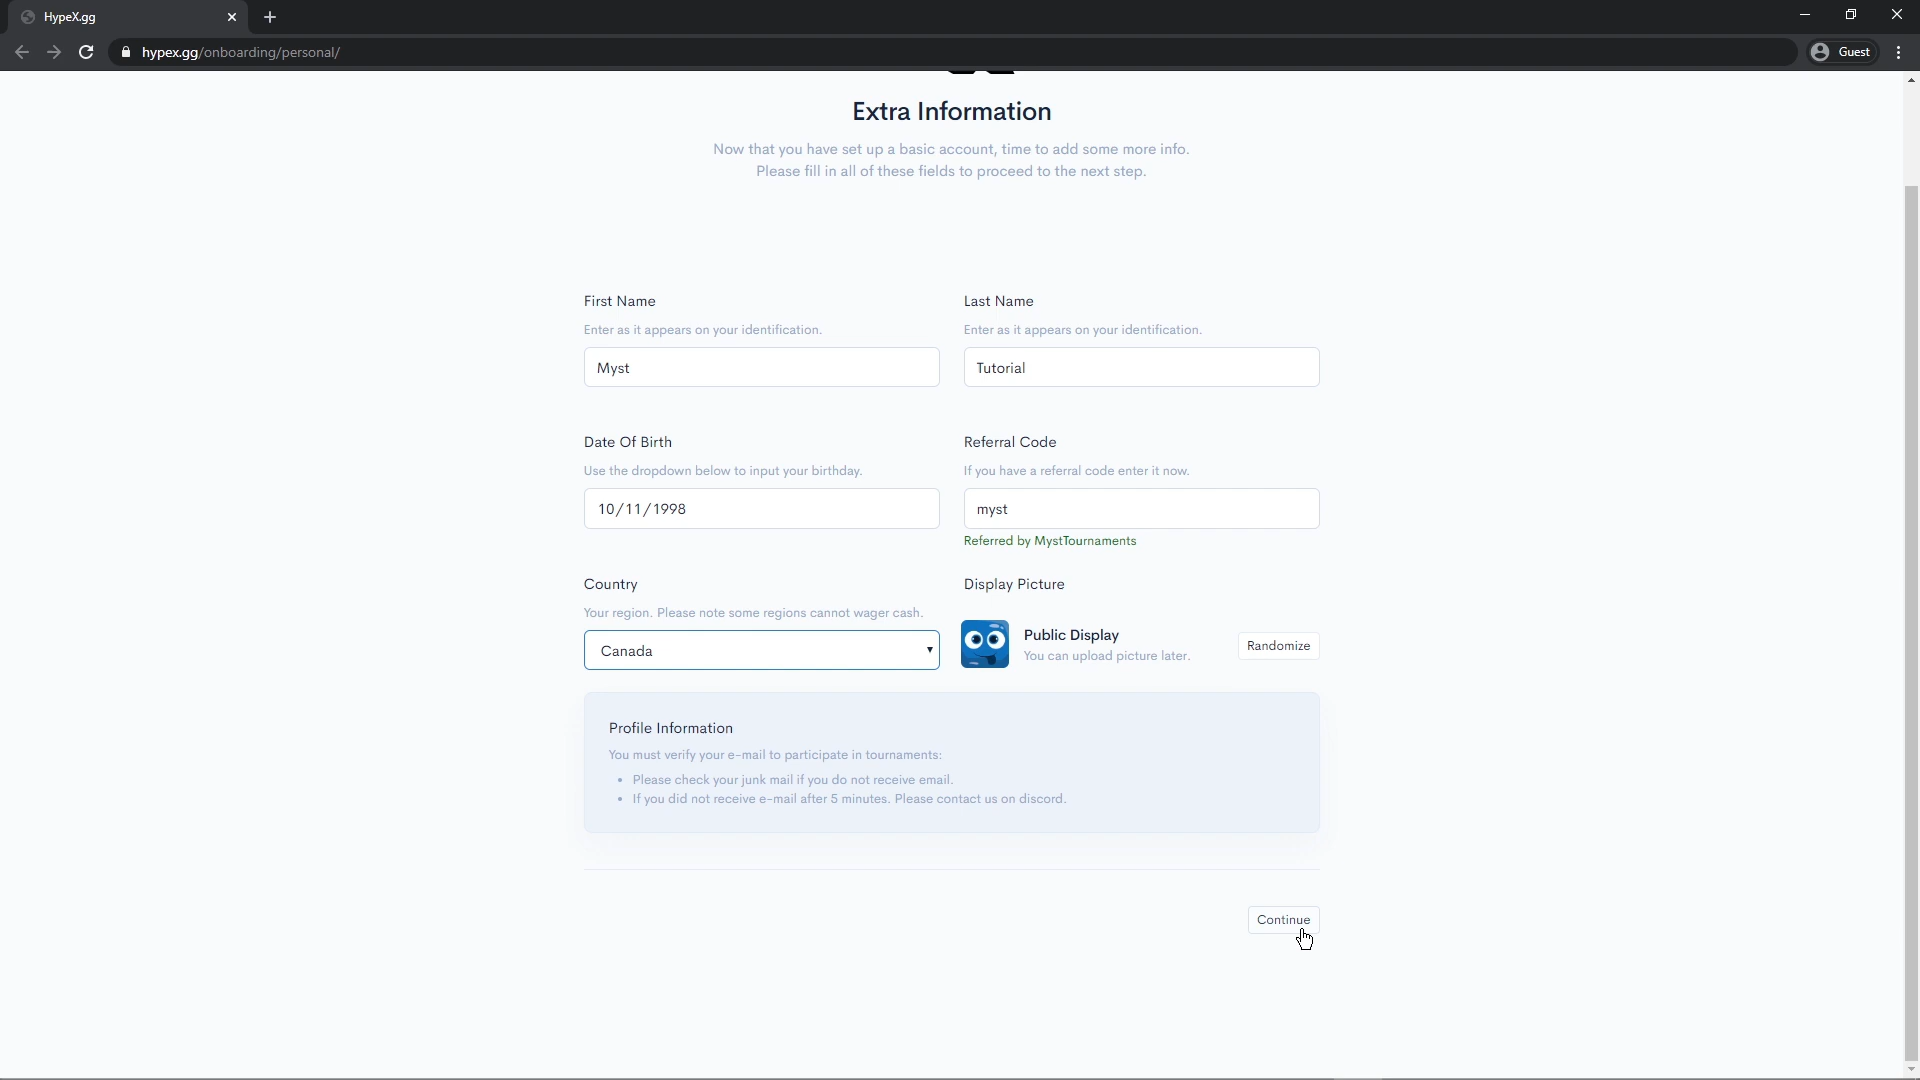 HypeX.gg
hypex.gg/onboarding/personal/
Guest
Extra Information
Now that you have set up a basic account, time to add some more info.
Please fill in all of these fields to proceed to the next step.
First Name
Enter as it appears on your identification.
Myst
Last Name
Enter as it appears on your identification.
Tutorial
Date Of Birth
Use the dropdown below to input your birthday.
10/11/1998
Referral Code
If you have a referral code enter it now.
myst
Referred by MystTournaments
Country
Your region. Please note some regions cannot wager cash.
Canada
Display Picture
Public Display
You can upload picture later.
Randomize
Profile Information
You must verify your e-mail to participate in tournaments:
• Please check your junk mail if you do not receive email.
• If you did not receive e-mail after 5 minutes. Please contact us on discord.
Continue